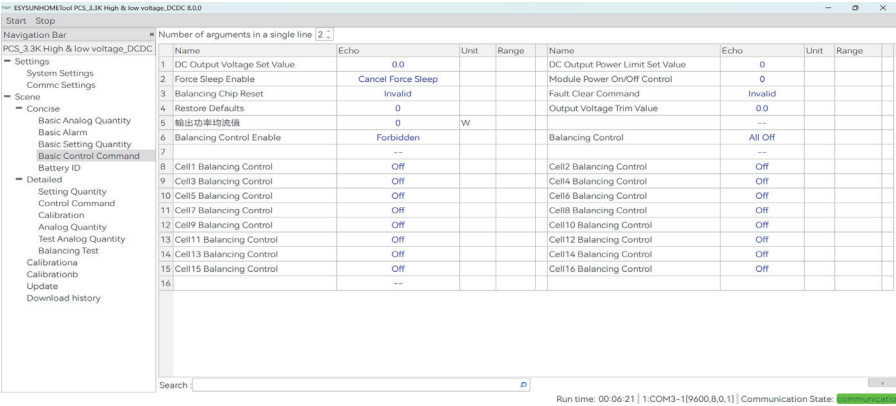 ESYSUNHOMETool PCS_3.3K High & low voltage_DCDC 8.0.0
Start Stop
Navigation Bar
PCS_3.3K High & low voltage_DCDC
Settings
System Settings
Commc Settings
Scene
Concise
Basic Analog Quantity
Basic Alarm
Basic Setting Quantity
Basic Control Command
Battery ID
Detailed
Setting Quantity
Control Command
Calibration
Analog Quantity
Test Analog Quantity
Balancing Test
Calibrationa
Calibrationb
Update
Download history
Number of arguments in a single line 2
Name Echo Unit Range Name Echo Unit Range
1 DC Output Voltage Set Value 0.0 DC Output Power Limit Set Value 0
2 Force Sleep Enable Cancel Force Sleep Module Power On/Off Control 0
3 Balancing Chip Reset Invalid Fault Clear Command Invalid
4 Restore Defaults 0 Output Voltage Trim Value 0.0
5 输出功率均流值 0 W --
6 Balancing Control Enable Forbidden Balancing Control All Off
7 -- --
8 Cell1 Balancing Control Off Cell2 Balancing Control Off
9 Cell3 Balancing Control Off Cell4 Balancing Control Off
10 Cell5 Balancing Control Off Cell6 Balancing Control Off
11 Cell7 Balancing Control Off Cell8 Balancing Control Off
12 Cell9 Balancing Control Off Cell10 Balancing Control Off
13 Cell11 Balancing Control Off Cell12 Balancing Control Off
14 Cell13 Balancing Control Off Cell14 Balancing Control Off
15 Cell15 Balancing Control Off Cell16 Balancing Control Off
16 --
Search :
Run time: 00:06:21 1:COM3-1[9600,8,0,1] Communication State: communicatio